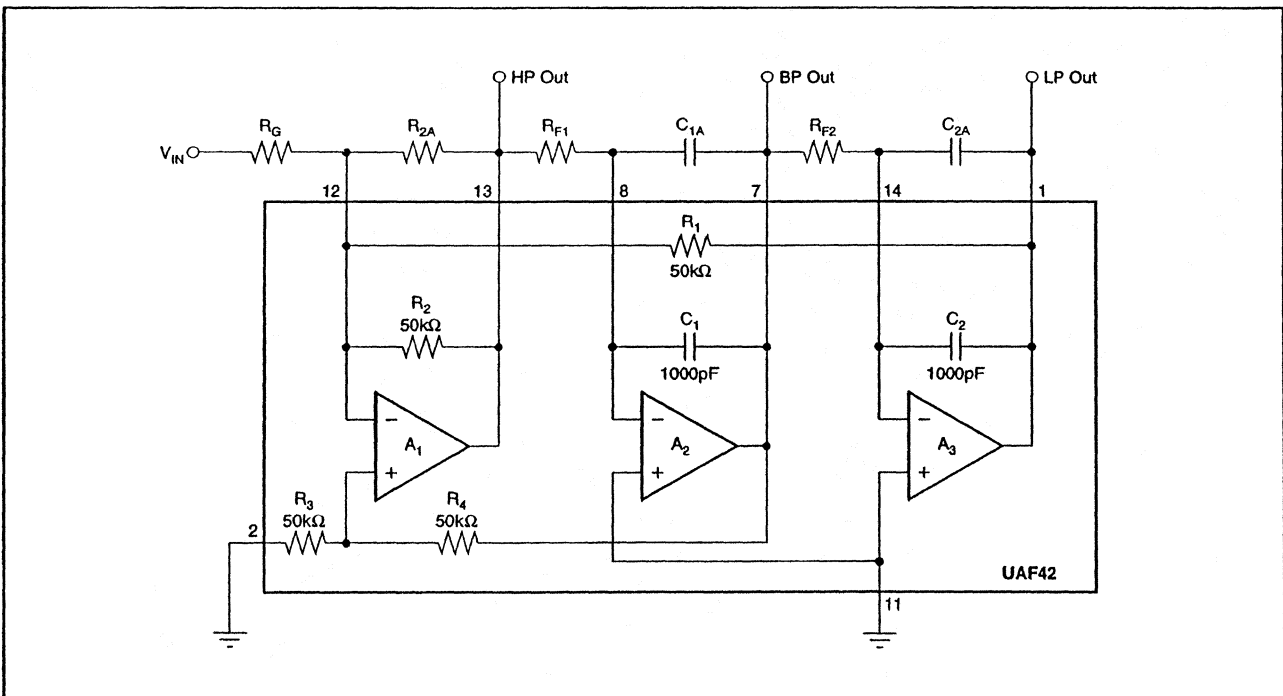 HP Out BP Out LP Out
R_G R_2A R_F1 C_1A R_F2 C_2A
V_IN
12 13 8 7 14 1
R_1
50kΩ
R_2 C_1 C_2
50kΩ
1000pF 1000pF
− − −
A_1 A_2 A_3
+ + +
R_3 R_4
2 50kΩ 50kΩ
UAF42
11